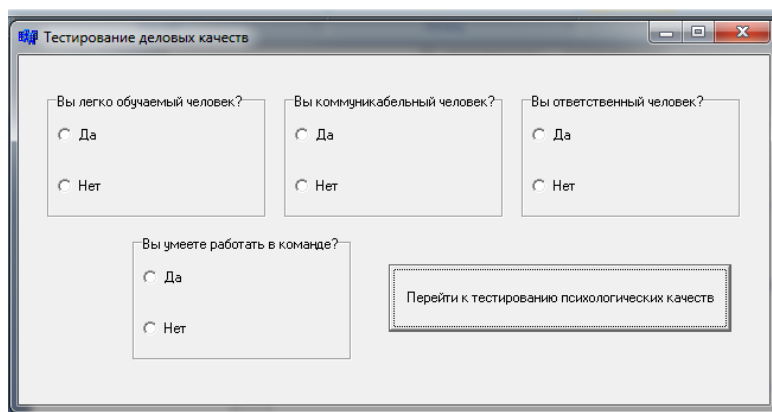 Тестирование деловых качеств
Вы легко обучаемый человек?
Да
Нет
Вы коммуникабельный человек?
Да
Нет
Вы ответственный человек?
Да
Нет
Вы умеете работать в команде?
Да
Нет
Перейти к тестированию психологических качеств